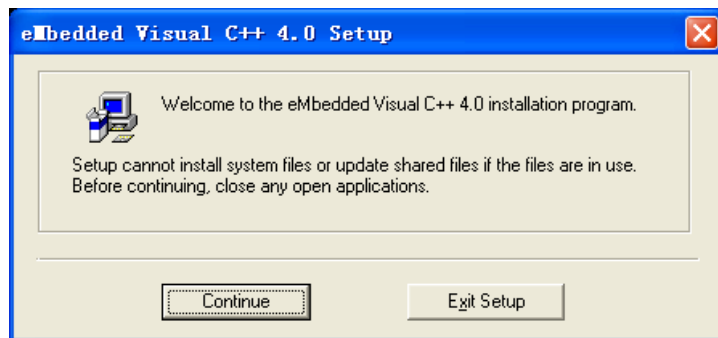 eMbedded Visual C++ 4.0 Setup
Welcome to the eMbedded Visual C++ 4.0 installation program.
Setup cannot install system files or update shared files if the files are in use.
Before continuing, close any open applications.
Continue
Exit Setup